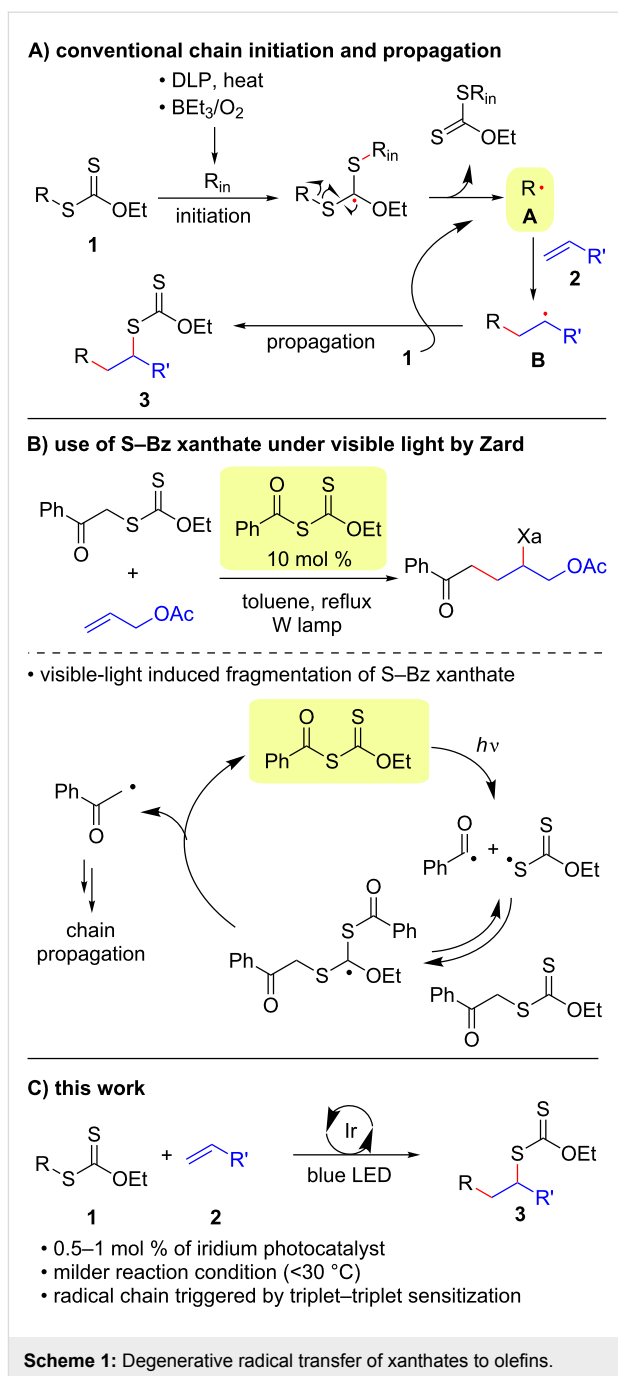 A) conventional chain initiation and propagation
• DLP, heat
• BEt3/O2
Rin
initiation
R
S
S
OEt
1
S
Rin
R
S
OEt
SRin
S
OEt
R•
A
R'
2
R
R'
B
propagation
1
S
S
OEt
R
R'
3
B) use of S–Bz xanthate under visible light by Zard
Ph
O
S
S
OEt
+
OAc
O
S
Ph
S
OEt
10 mol %
toluene, reflux
W lamp
Xa
Ph
OAc
O
• visible-light induced fragmentation of S–Bz xanthate
O
S
Ph
S
OEt
hν
Ph
O
chain
propagation
O
Ph
+
S
•S
OEt
O
S
Ph
Ph
S
OEt
O
S
Ph
S
OEt
O
C) this work
S
R
S
OEt
1
+
R'
2
Ir
blue LED
S
S
OEt
R
R'
3
• 0.5–1 mol % of iridium photocatalyst
• milder reaction condition (<30 °C)
• radical chain triggered by triplet–triplet sensitization
Scheme 1: Degenerative radical transfer of xanthates to olefins.